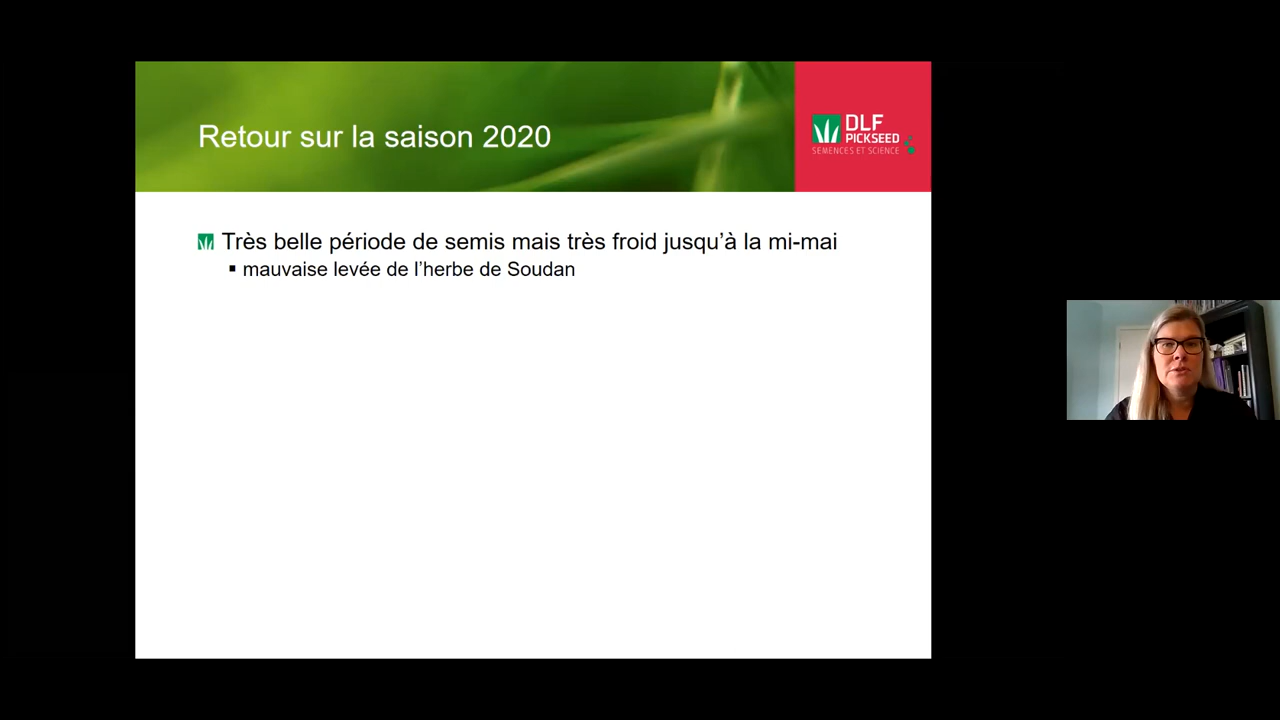 Retour sur la saison 2020
DLF
PICKSEED
SEMENCES ET SCIENCE
Très belle période de semis mais très froid jusqu’à la mi-mai
mauvaise levée de l’herbe de Soudan